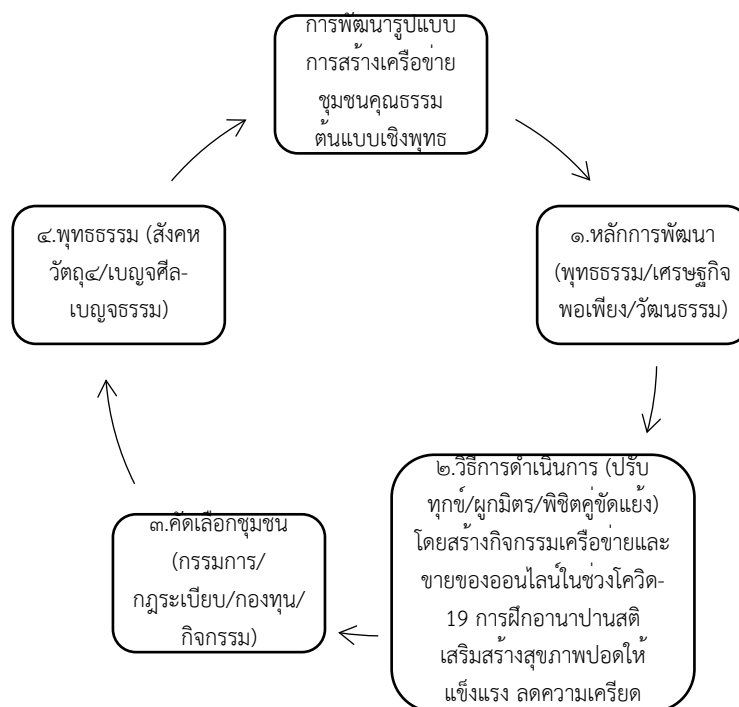 การพัฒนารูปแบบ
การสร้างเครือข่าย
ชุมชนคุณธรรม
ต้นแบบเชิงพุทธ
๑.หลักการพัฒนา
(พุทธธรรม/เศรษฐกิจ
พอเพียง/วัฒนธรรม)
๒.วิธีการดำเนินการ (ปรับ
ทุกข์/ผูกมิตร/พิชิตคู่ขัดแย้ง)
โดยสร้างกิจกรรมเครือข่ายและ
ขายของออนไลน์ในช่วงโควิด-
19 การฝึกอานาปานสติ
เสริมสร้างสุขภาพปอดให้
แข็งแรง ลดความเครียด
๓.คัดเลือกชุมชน
(กรรมการ/
กฎระเบียบ/กองทุน/
กิจกรรม)
๔.พุทธธรรม (สังคห
วัตถุ๔/เบญจศีล-
เบญจธรรม)